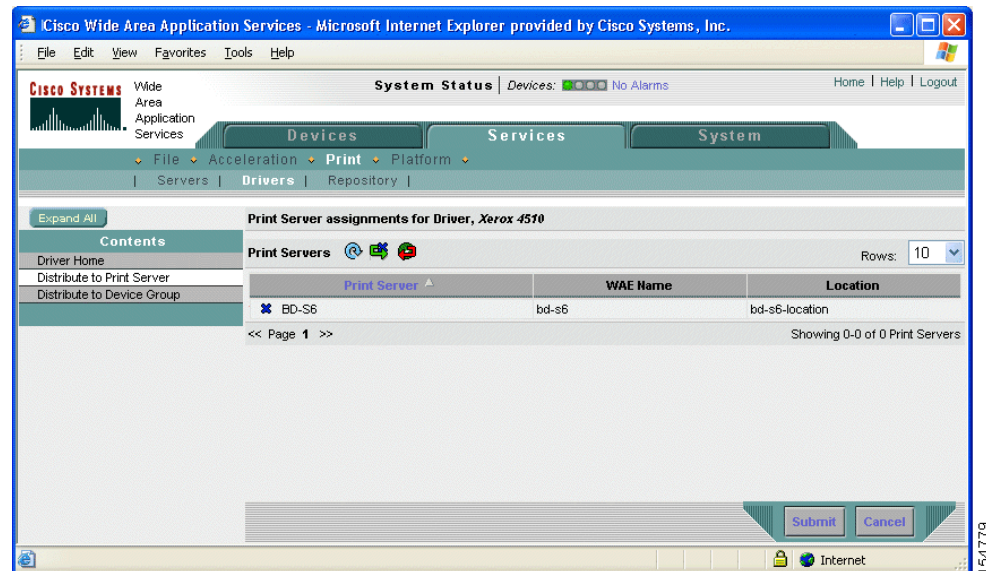 Cisco Wide Area Application Services - Microsoft Internet Explorer provided by Cisco Systems, Inc.
File Edit View Favorites Tools Help
CISCO SYSTEMS
Wide
Area
Application
Services
System Status | Devices: No Alarms
Home | Help | Logout
Devices Services System
File Acceleration Print Platform
| Servers | Drivers | Repository |
Expand All
Contents
Driver Home
Distribute to Print Server
Distribute to Device Group
Print Server assignments for Driver, Xerox 4510
Print Servers Rows: 10
Print Server WAE Name Location
BD-S6 bd-s6 bd-s6-location
<< Page 1 >> Showing 0-0 of 0 Print Servers
Submit Cancel
Internet
154779